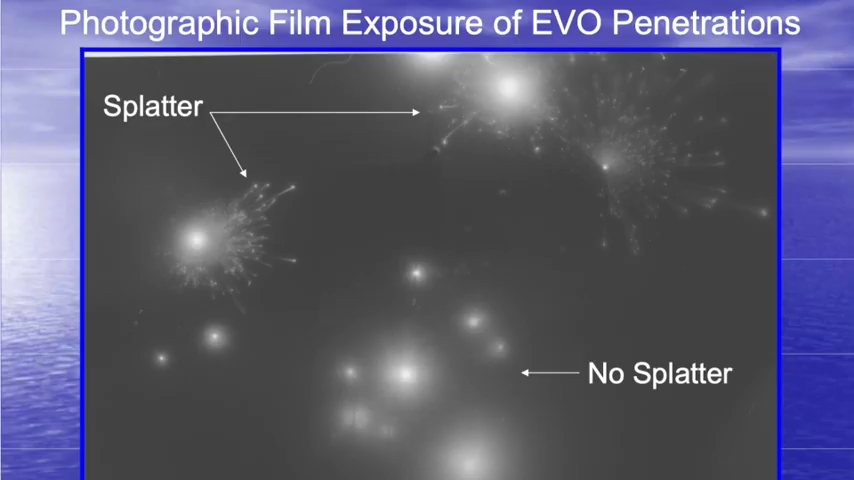 Photographic Film Exposure of EVO Penetrations
Splatter
No Splatter